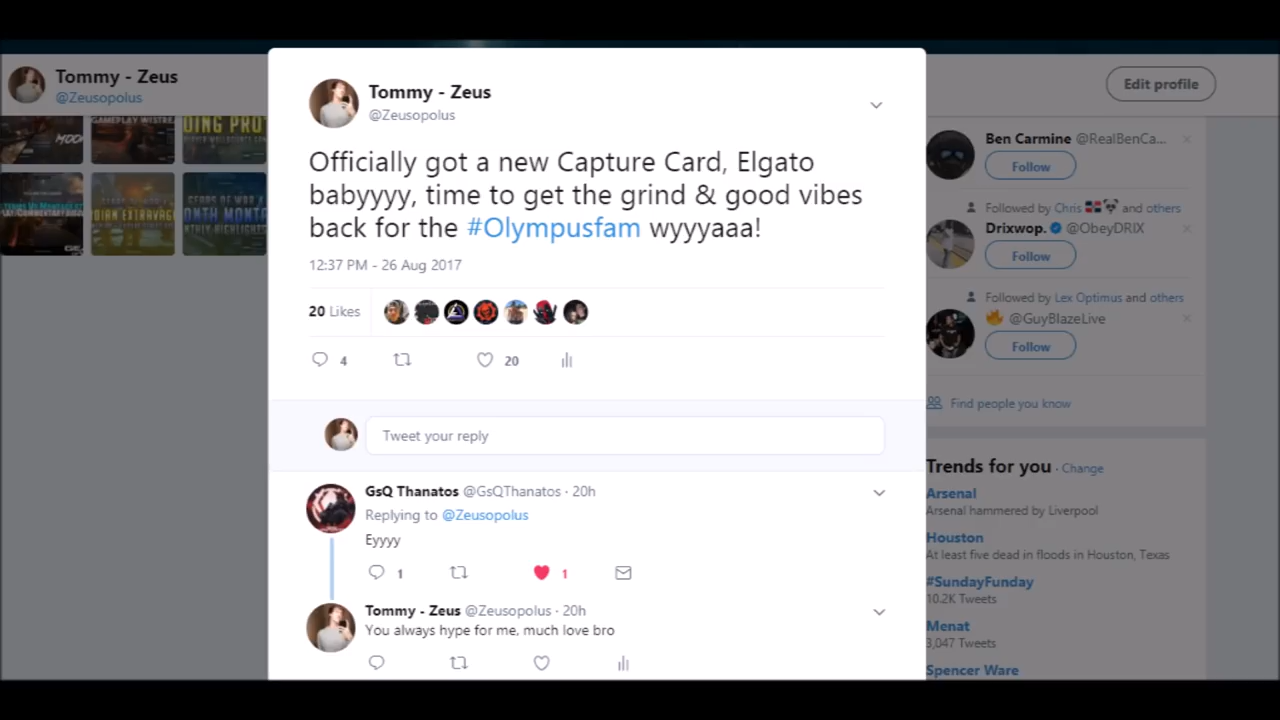 Tommy - Zeus
@Zeusopolus
Edit profile
Tommy - Zeus
@Zeusopolus
Officially got a new Capture Card, Elgato
babyyyy, time to get the grind & good vibes
back for the #Olympusfam wyyyaaa!
12:37 PM - 26 Aug 2017
20 Likes
4
20
Tweet your reply
GsQ Thanatos @GsQThanatos · 20h
Replying to @Zeusopolus
Eyyyy
1
1
Tommy - Zeus @Zeusopolus · 20h
You always hype for me, much love bro
Ben Carmine @RealBenCa...
Follow
Followed by Chris and others
Drixwop. @ObeyDRIX
Follow
Followed by Lex Optimus and others
@GuyBlazeLive
Follow
Find people you know
Trends for you · Change
Arsenal
Arsenal hammered by Liverpool
Houston
At least five dead in floods in Houston, Texas
#SundayFunday
10.2K Tweets
Menat
3,047 Tweets
Spencer Ware